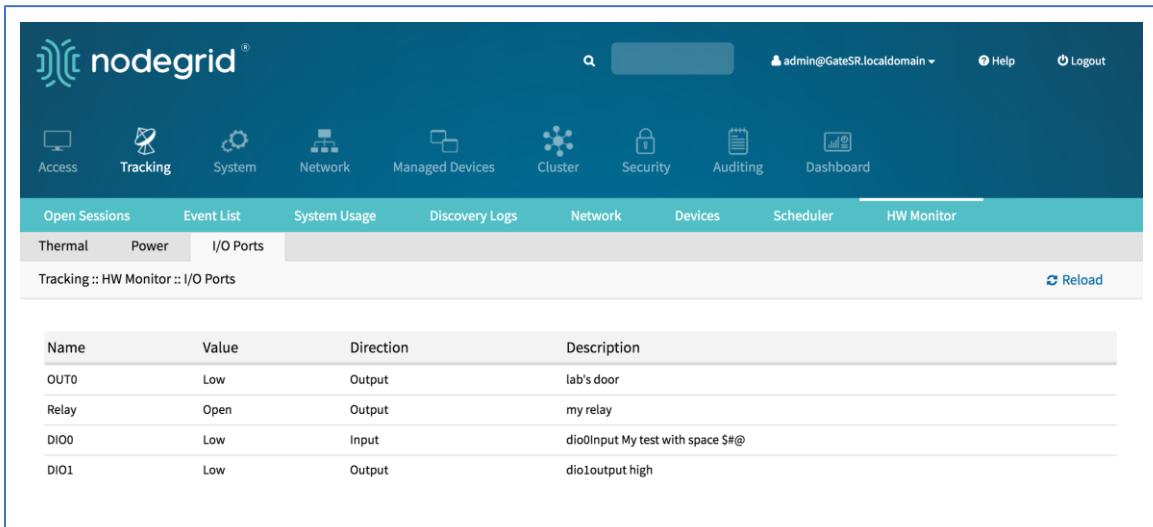 nodegrid®
admin@GateSR.localdomain Help Logout
Access Tracking System Network Managed Devices Cluster Security Auditing Dashboard
Open Sessions Event List System Usage Discovery Logs Network Devices Scheduler HW Monitor
Thermal Power I/O Ports
Tracking :: HW Monitor :: I/O Ports Reload
Name Value Direction Description
OUT0 Low Output lab's door
Relay Open Output my relay
DIO0 Low Input dio0Input My test with space $#@
DIO1 Low Output dio1output high